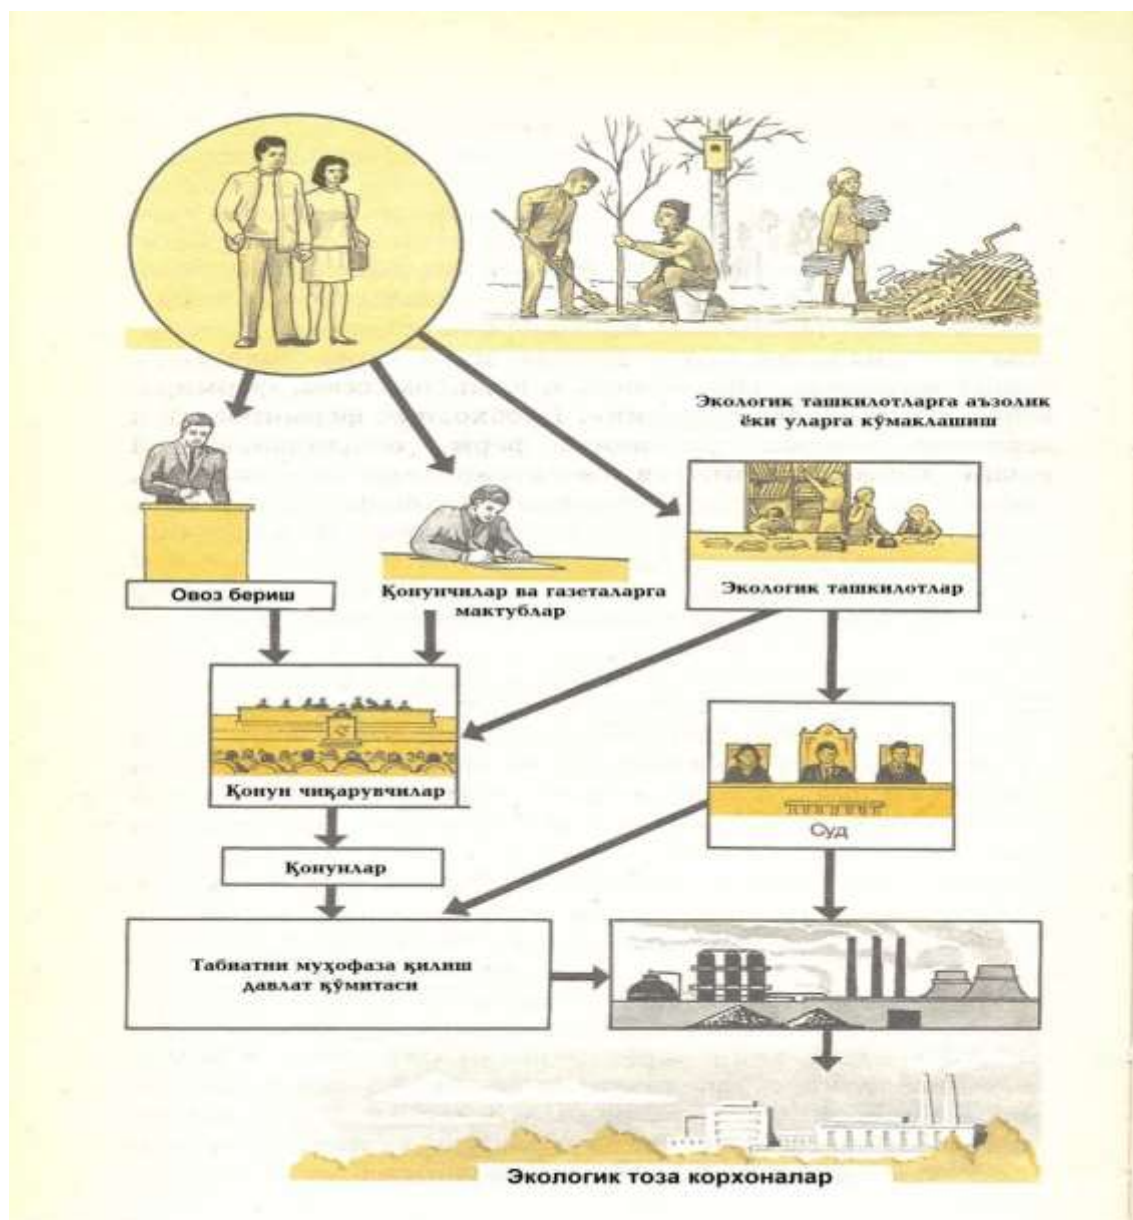 Экологик ташкилотларга аъзолик
ёки уларга кўмаклашиш
Овоз бериш
Қонунчилар ва газеталарга
мактублар
Экологик ташкилотлар
Қонун чиқарувчилар
Суд
Қонунлар
Табиатни муҳофаза қилиш
давлат қўмитаси
Экологик тоза корхоналар